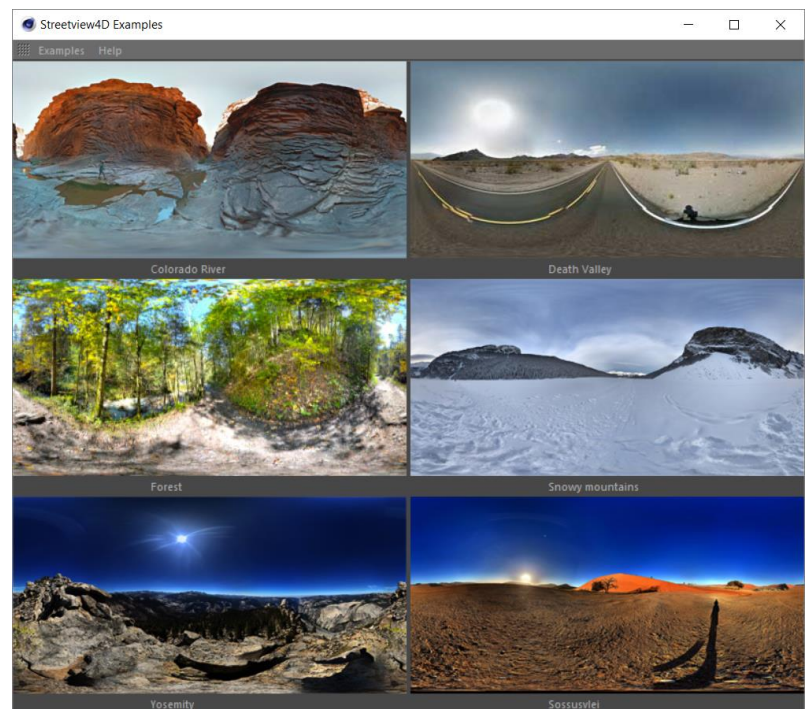 Streetview4D Examples
Examples Help
Colorado River
Death Valley
Forest
Snowy mountains
Yosemity
Sossusvlei